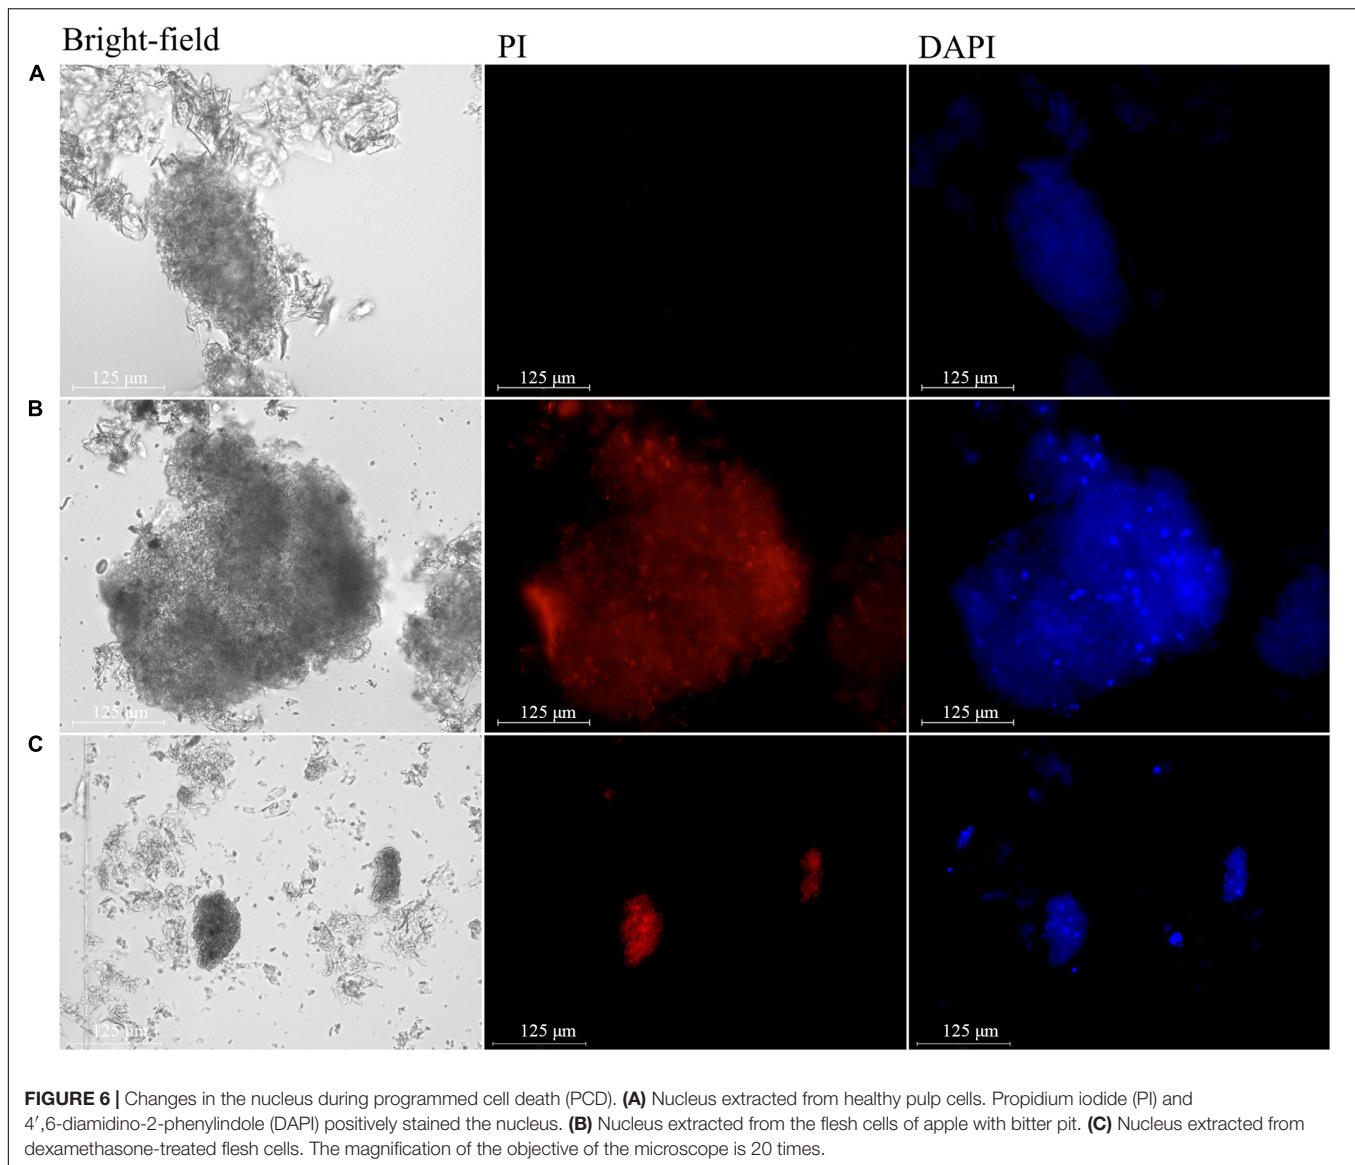 Bright-field PI DAPI
A
125 µm 125 µm 125 µm
B
125 µm 125 µm 125 µm
C
125 µm 125 µm 125 µm
FIGURE 6 | Changes in the nucleus during programmed cell death (PCD). (A) Nucleus extracted from healthy pulp cells. Propidium iodide (PI) and
4′,6-diamidino-2-phenylindole (DAPI) positively stained the nucleus. (B) Nucleus extracted from the flesh cells of apple with bitter pit. (C) Nucleus extracted from
dexamethasone-treated flesh cells. The magnification of the objective of the microscope is 20 times.